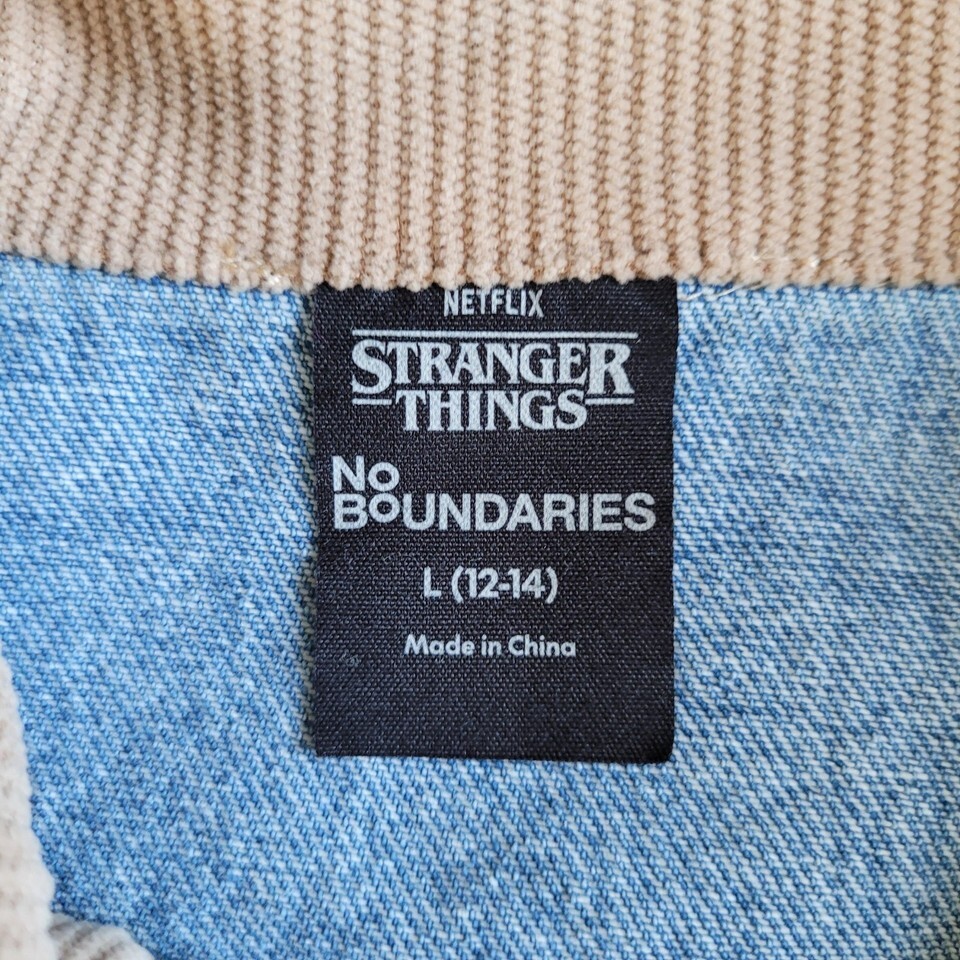 NETFLIX
STRANGER
THINGS
No
BoUNDARIES
L (12-14)
Made in China